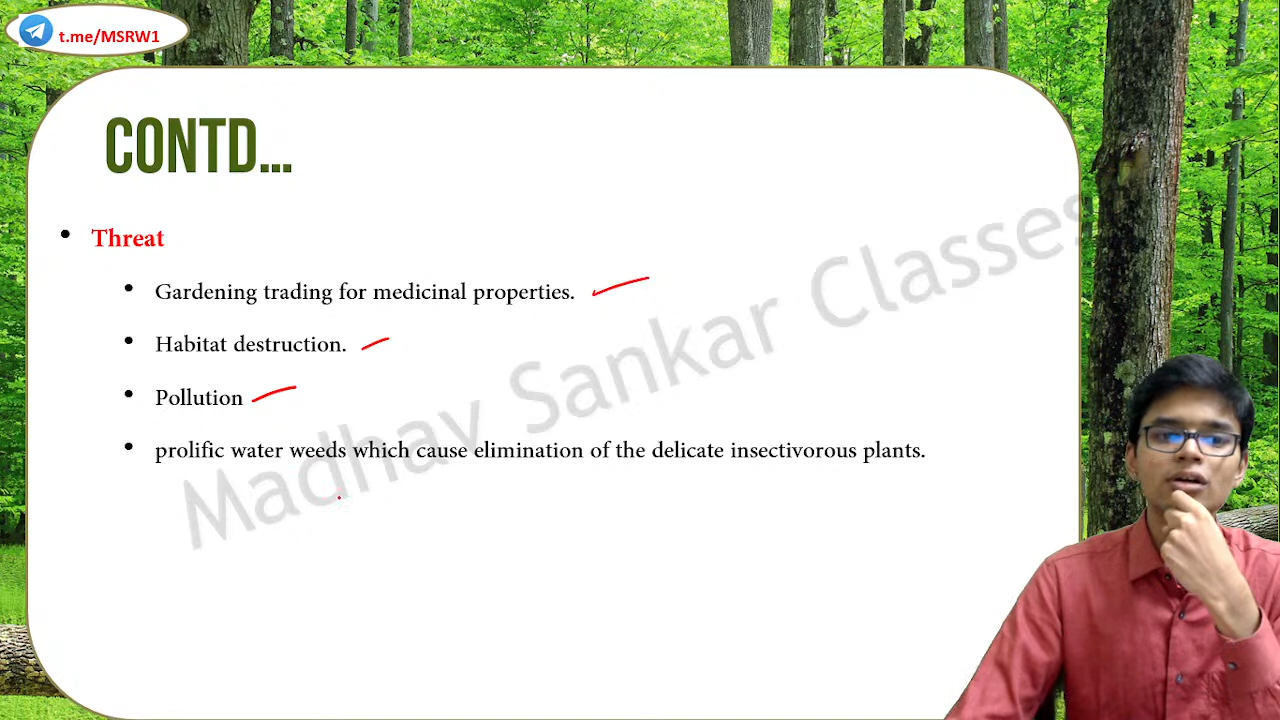 t.me/MSRW1
CONTD...
• Threat
• Gardening trading for medicinal properties.
• Habitat destruction.
• Pollution
• prolific water weeds which cause elimination of the delicate insectivorous plants.
Madhav Sankar Classes